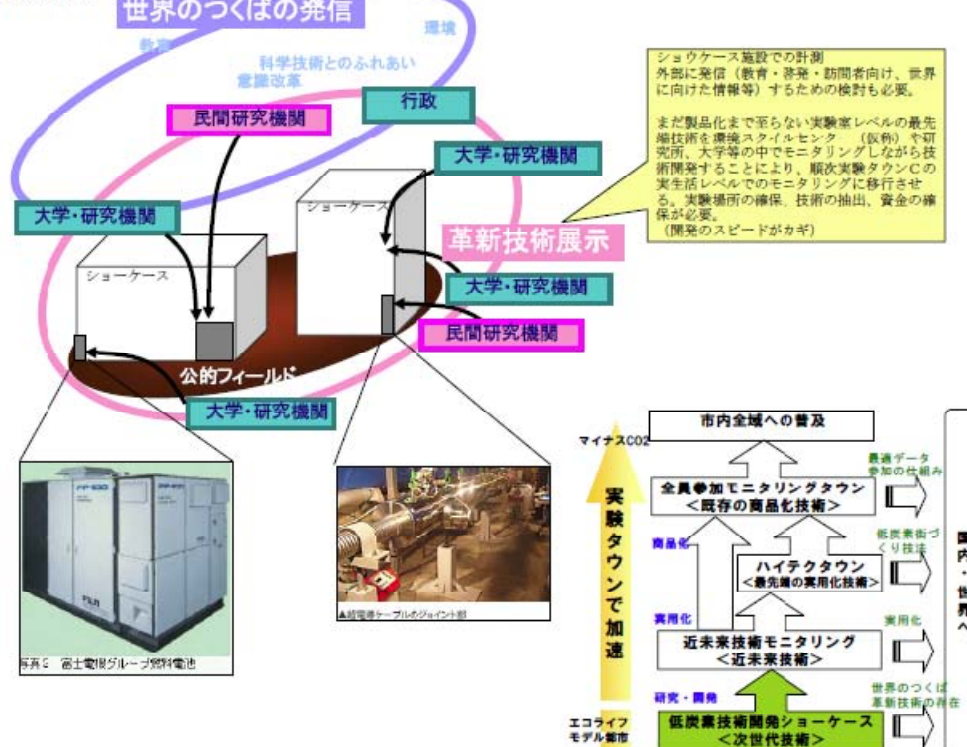 世界のつくばの発信
環境
教育
科学技術とのふれあい
意識改革
行政
民間研究機関
大学・研究機関
大学・研究機関
ショーケース
ショーケース
革新技術展示
大学・研究機関
民間研究機関
公的フィールド
大学・研究機関
ショウケース施設での計測
外部に発信（教育・啓発・訪問者向け、世界
に向けた情報等）するための検討も必要。
まだ製品化まで至らない実験室レベルの最先
端技術を環境スタイルセンター（仮称）や研
究所、大学等の中でモニタリングしながら技
術開発することにより、順次実験タウンＣの
実生活レベルでのモニタリングに移行させ
る。実験場所の確保、技術の抽出、資金の確
保が必要。
（開発のスピードがカギ）
写真２　富士電機グループ燃料電池
▲超電導ケーブルのジョイント部
マイナスCO2
実験タウンで加速
エコライフ
モデル都市
市内全域への普及
全員参加モニタリングタウン
＜既存の商品化技術＞
商品化
ハイテクタウン
＜最先端の実用化技術＞
実用化
近未来技術モニタリング
＜近未来技術＞
研究・開発
低炭素技術開発ショーケース
＜次世代技術＞
最適データ
参加の仕組み
低炭素街づ
くり技法
実用化
世界のつくば
革新技術の存在
国内・世界へ